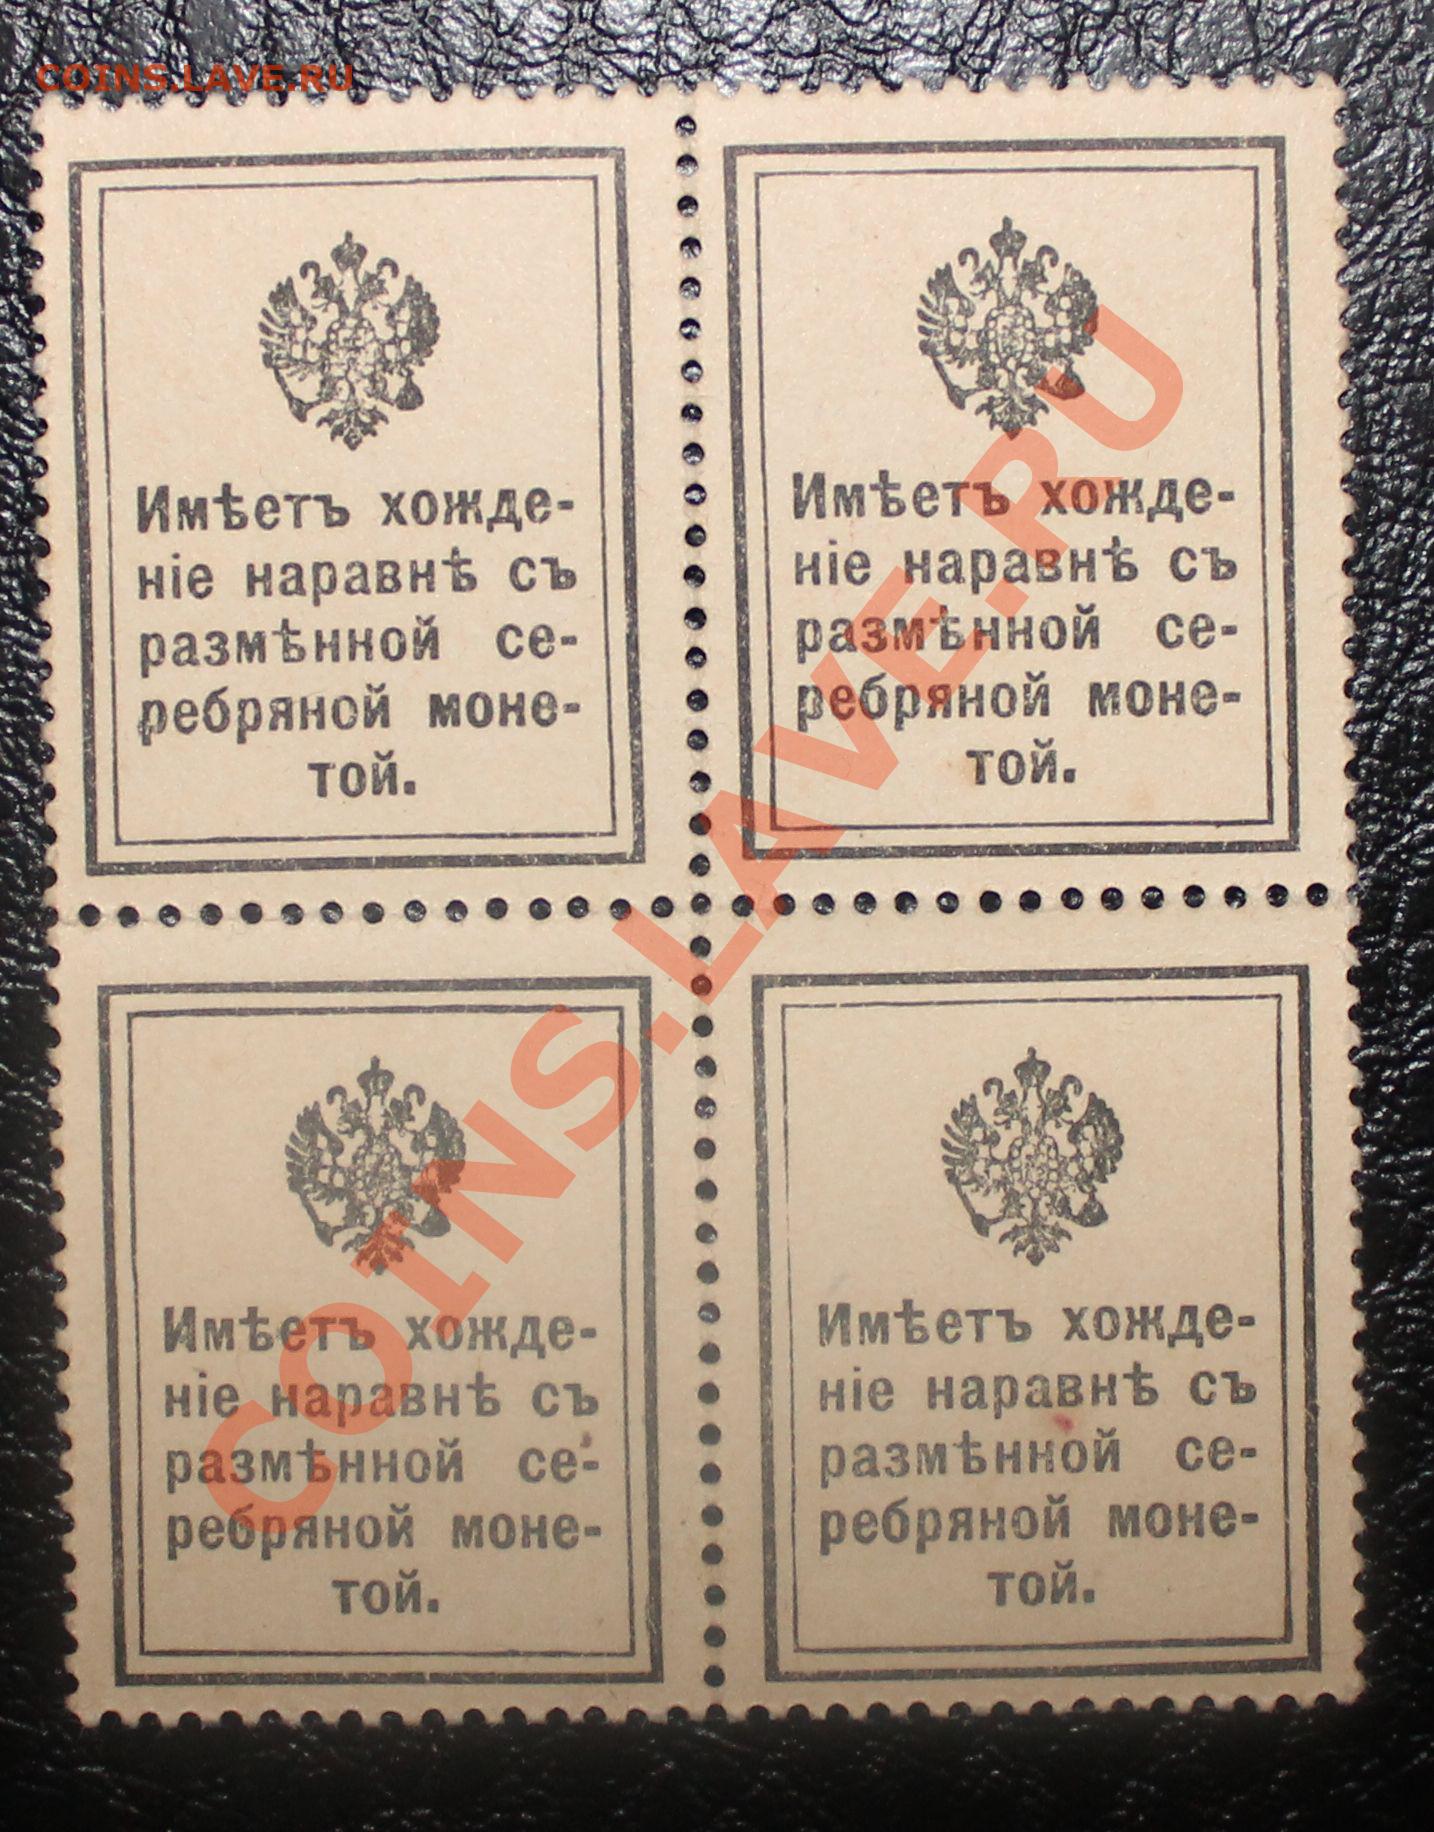 COINS.LAVE.RU
Имѣетъ хожде-
ніе наравнѣ съ
размѣнной се-
ребряной моне-
той.
Имѣетъ хожде-
ніе наравнѣ съ
размѣнной се-
ребряной моне-
той.
Имѣетъ хожде-
ніе наравнѣ съ
размѣнной се-
ребряной моне-
той.
Имѣетъ хожде-
ніе наравнѣ съ
размѣнной се-
ребряной моне-
той.
COINS.LAVE.RU